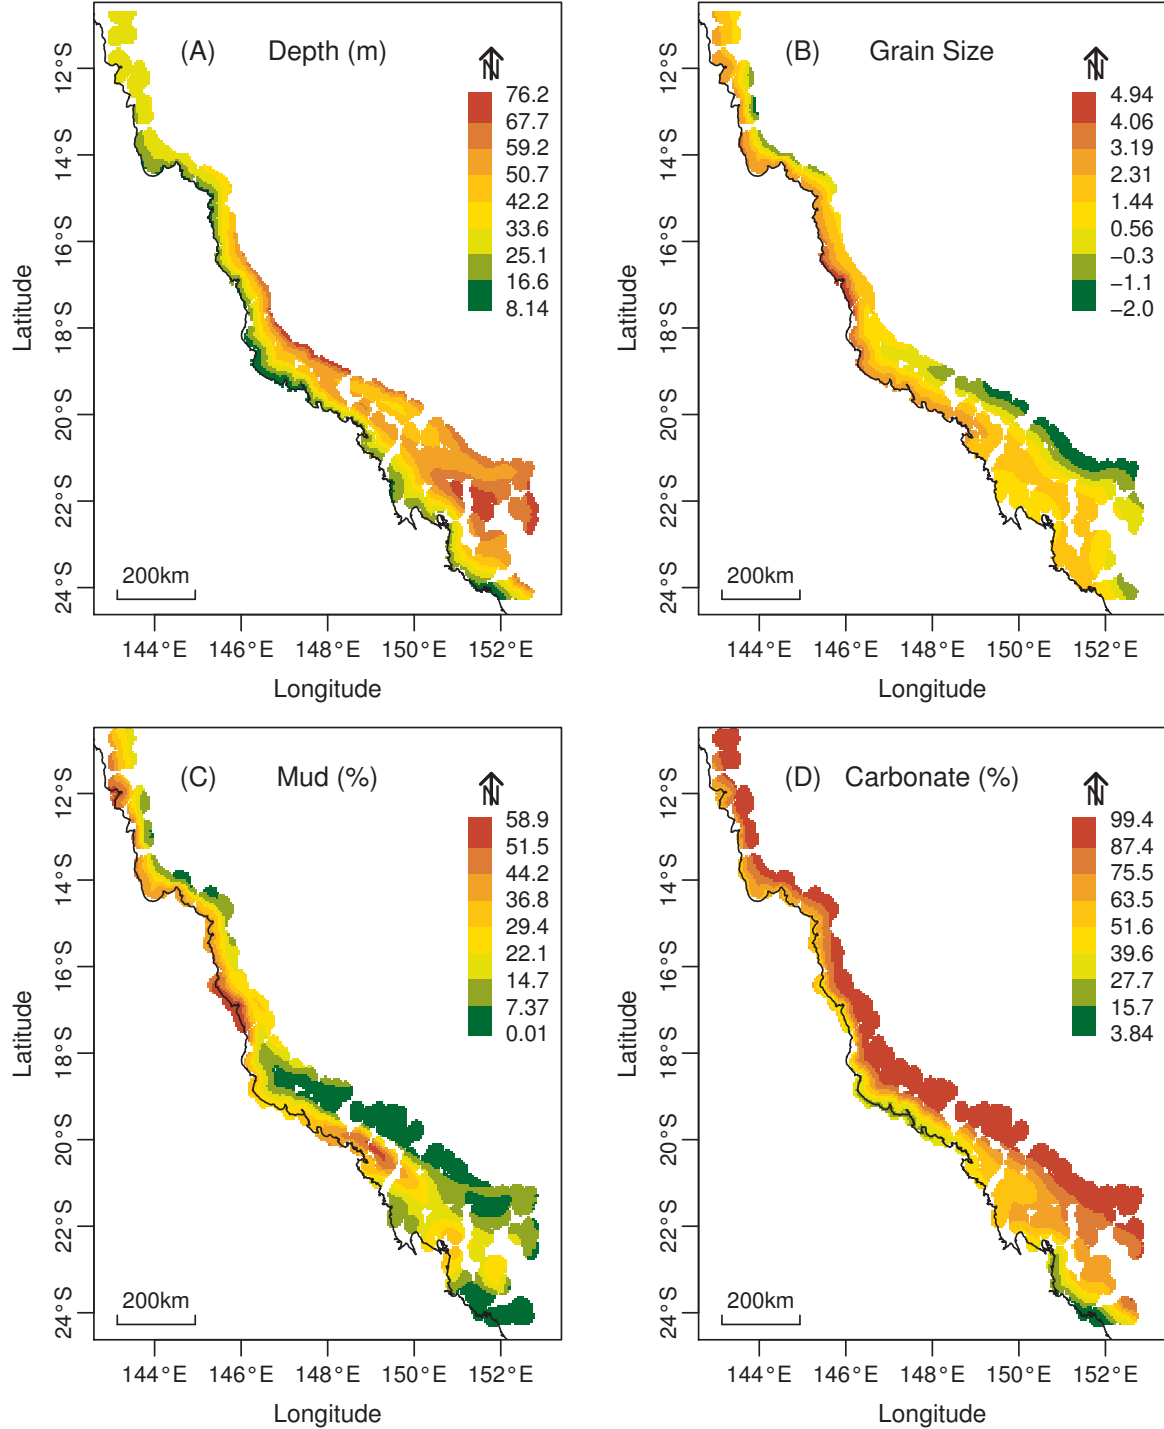 (A) Depth (m)
N
76.2
67.7
59.2
50.7
42.2
33.6
25.1
16.6
8.14
12°S
14°S
16°S
18°S
20°S
22°S
24°S
Latitude
200km
144°E 146°E 148°E 150°E 152°E
Longitude
(B) Grain Size
N
4.94
4.06
3.19
2.31
1.44
0.56
−0.3
−1.1
−2.0
12°S
14°S
16°S
18°S
20°S
22°S
24°S
Latitude
200km
144°E 146°E 148°E 150°E 152°E
Longitude
(C) Mud (%)
N
58.9
51.5
44.2
36.8
29.4
22.1
14.7
7.37
0.01
12°S
14°S
16°S
18°S
20°S
22°S
24°S
Latitude
200km
144°E 146°E 148°E 150°E 152°E
Longitude
(D) Carbonate (%)
N
99.4
87.4
75.5
63.5
51.6
39.6
27.7
15.7
3.84
12°S
14°S
16°S
18°S
20°S
22°S
24°S
Latitude
200km
144°E 146°E 148°E 150°E 152°E
Longitude